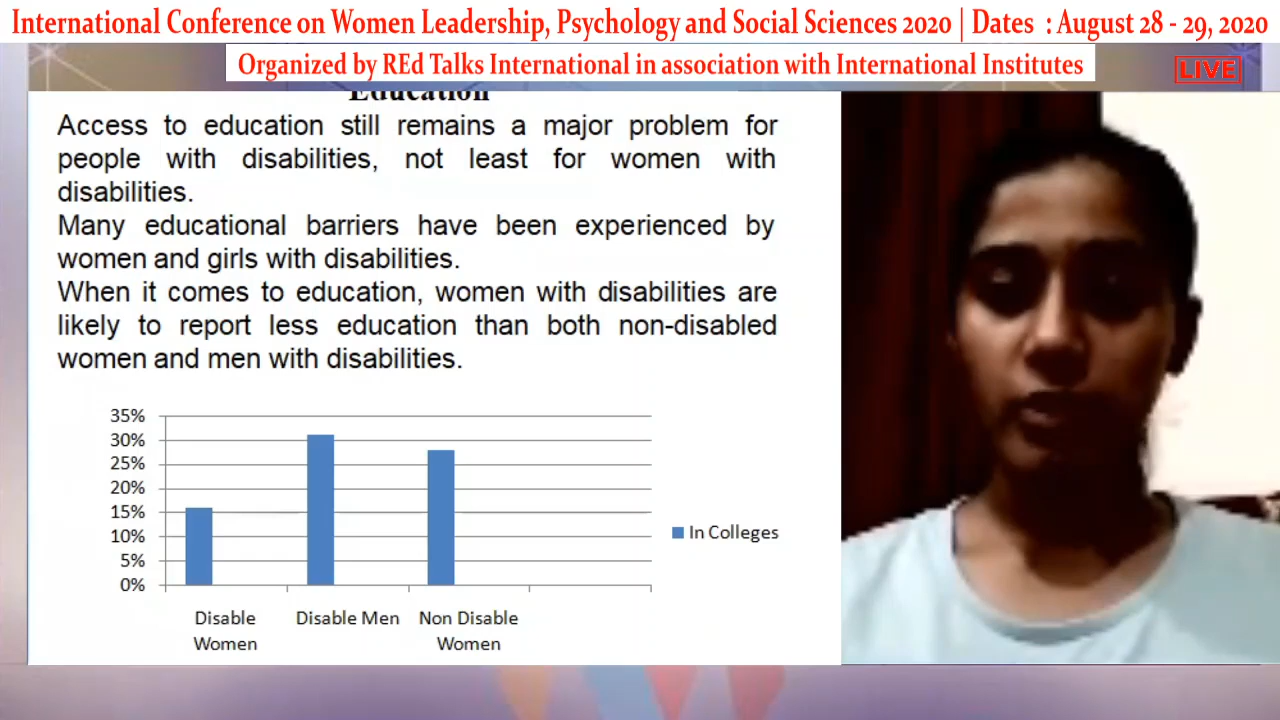 International Conference on Women Leadership, Psychology and Social Sciences 2020 | Dates : August 28 - 29, 2020
Organized by REd Talks International in association with International Institutes
LIVE
Education
Access to education still remains a major problem for
people with disabilities, not least for women with
disabilities.
Many educational barriers have been experienced by
women and girls with disabilities.
When it comes to education, women with disabilities are
likely to report less education than both non-disabled
women and men with disabilities.
35%
30%
25%
20%
15%
10%
5%
0%
In Colleges
Disable Disable Men Non Disable
Women Women